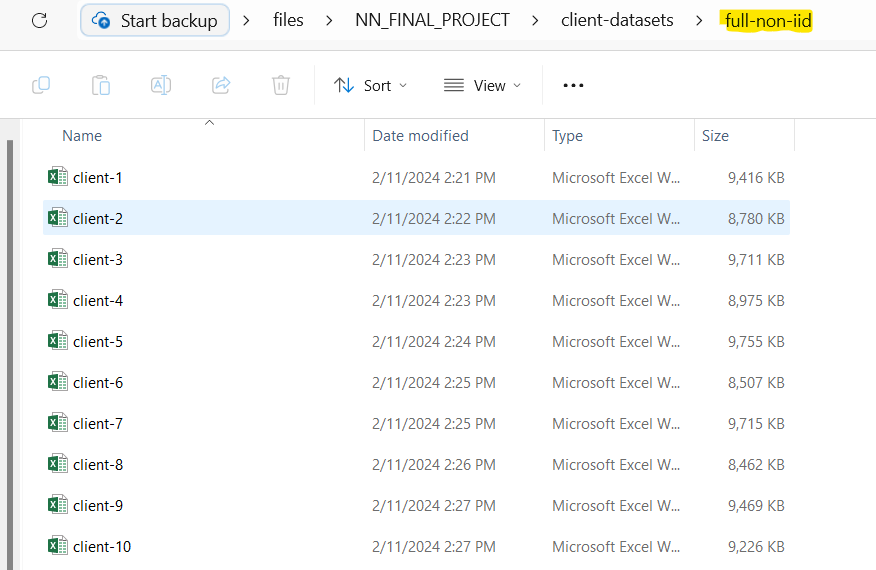 Start backup > files > NN_FINAL_PROJECT > client-datasets > full-non-iid
Sort View
Name Date modified Type Size
client-1 2/11/2024 2:21 PM Microsoft Excel W... 9,416 KB
client-2 2/11/2024 2:22 PM Microsoft Excel W... 8,780 KB
client-3 2/11/2024 2:23 PM Microsoft Excel W... 9,711 KB
client-4 2/11/2024 2:23 PM Microsoft Excel W... 8,975 KB
client-5 2/11/2024 2:24 PM Microsoft Excel W... 9,755 KB
client-6 2/11/2024 2:25 PM Microsoft Excel W... 8,507 KB
client-7 2/11/2024 2:25 PM Microsoft Excel W... 9,715 KB
client-8 2/11/2024 2:26 PM Microsoft Excel W... 8,462 KB
client-9 2/11/2024 2:27 PM Microsoft Excel W... 9,469 KB
client-10 2/11/2024 2:27 PM Microsoft Excel W... 9,226 KB